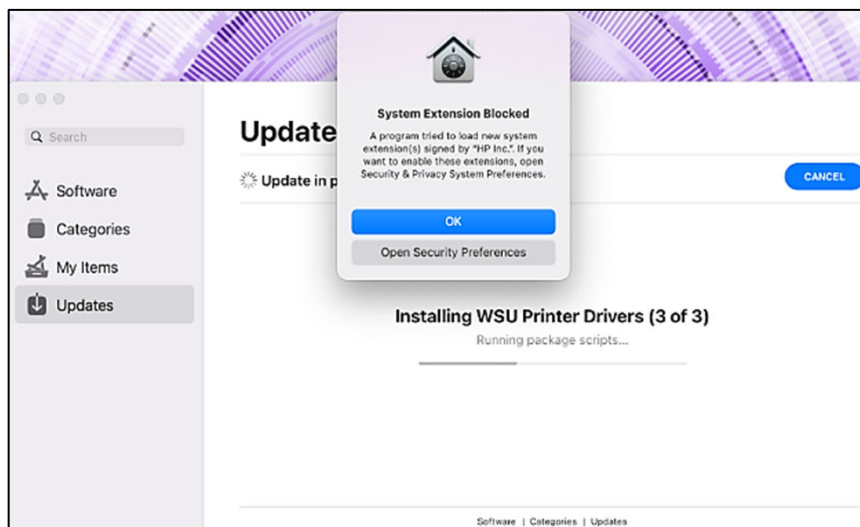 System Extension Blocked
A program tried to load new system
extension(s) signed by "HP Inc.". If you
want to enable these extensions, open
Security & Privacy System Preferences.
OK
Open Security Preferences
Search
Software
Categories
My Items
Updates
Update
Update in p
CANCEL
Installing WSU Printer Drivers (3 of 3)
Running package scripts...
Software | Categories | Updates